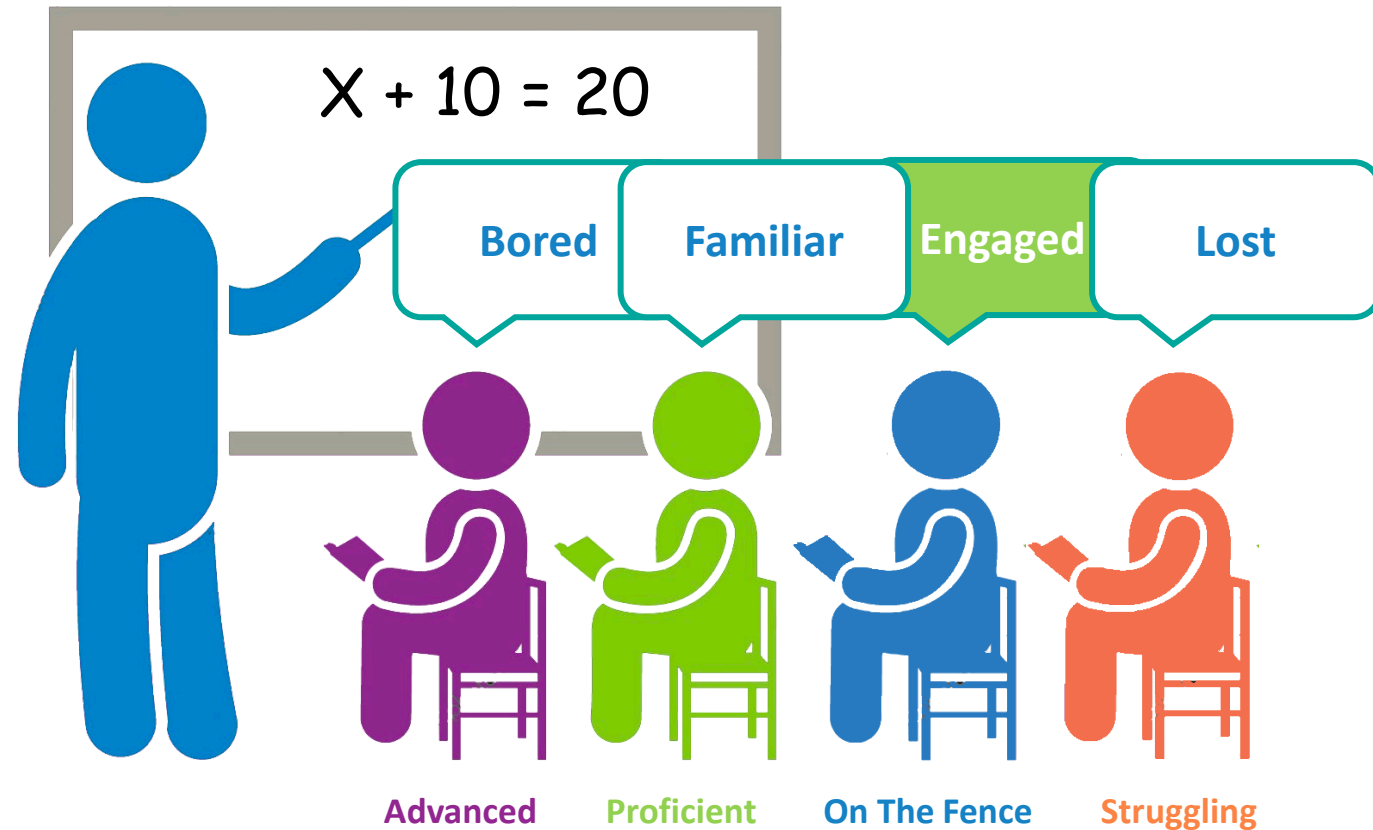 X + 10 = 20
Bored
Familiar
Engaged
Lost
Advanced
Proficient
On The Fence
Struggling